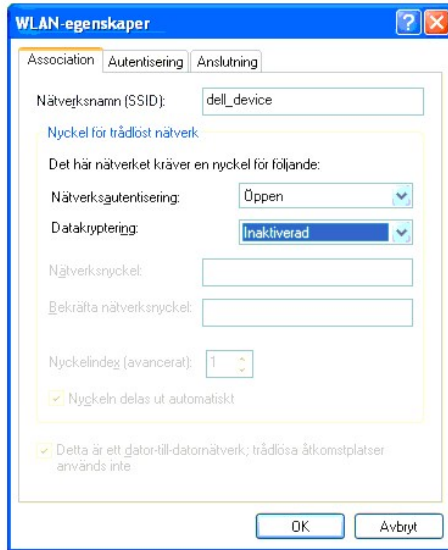 WLAN-egenskaper
Association Autentisering Anslutning
Nätverksnamn (SSID): dell_device
Nyckel för trådlöst nätverk
Det här nätverket kräver en nyckel för följande:
Nätverksautentisering: Öppen
Datakryptering: Inaktiverad
Nätverksnyckel:
Bekräfta nätverksnyckel:
Nyckelindex (avancerat): 1
Nyckeln delas ut automatiskt
Detta är ett dator-till-datornätverk; trådlösa åtkomstplatser
används inte
OK Avbryt